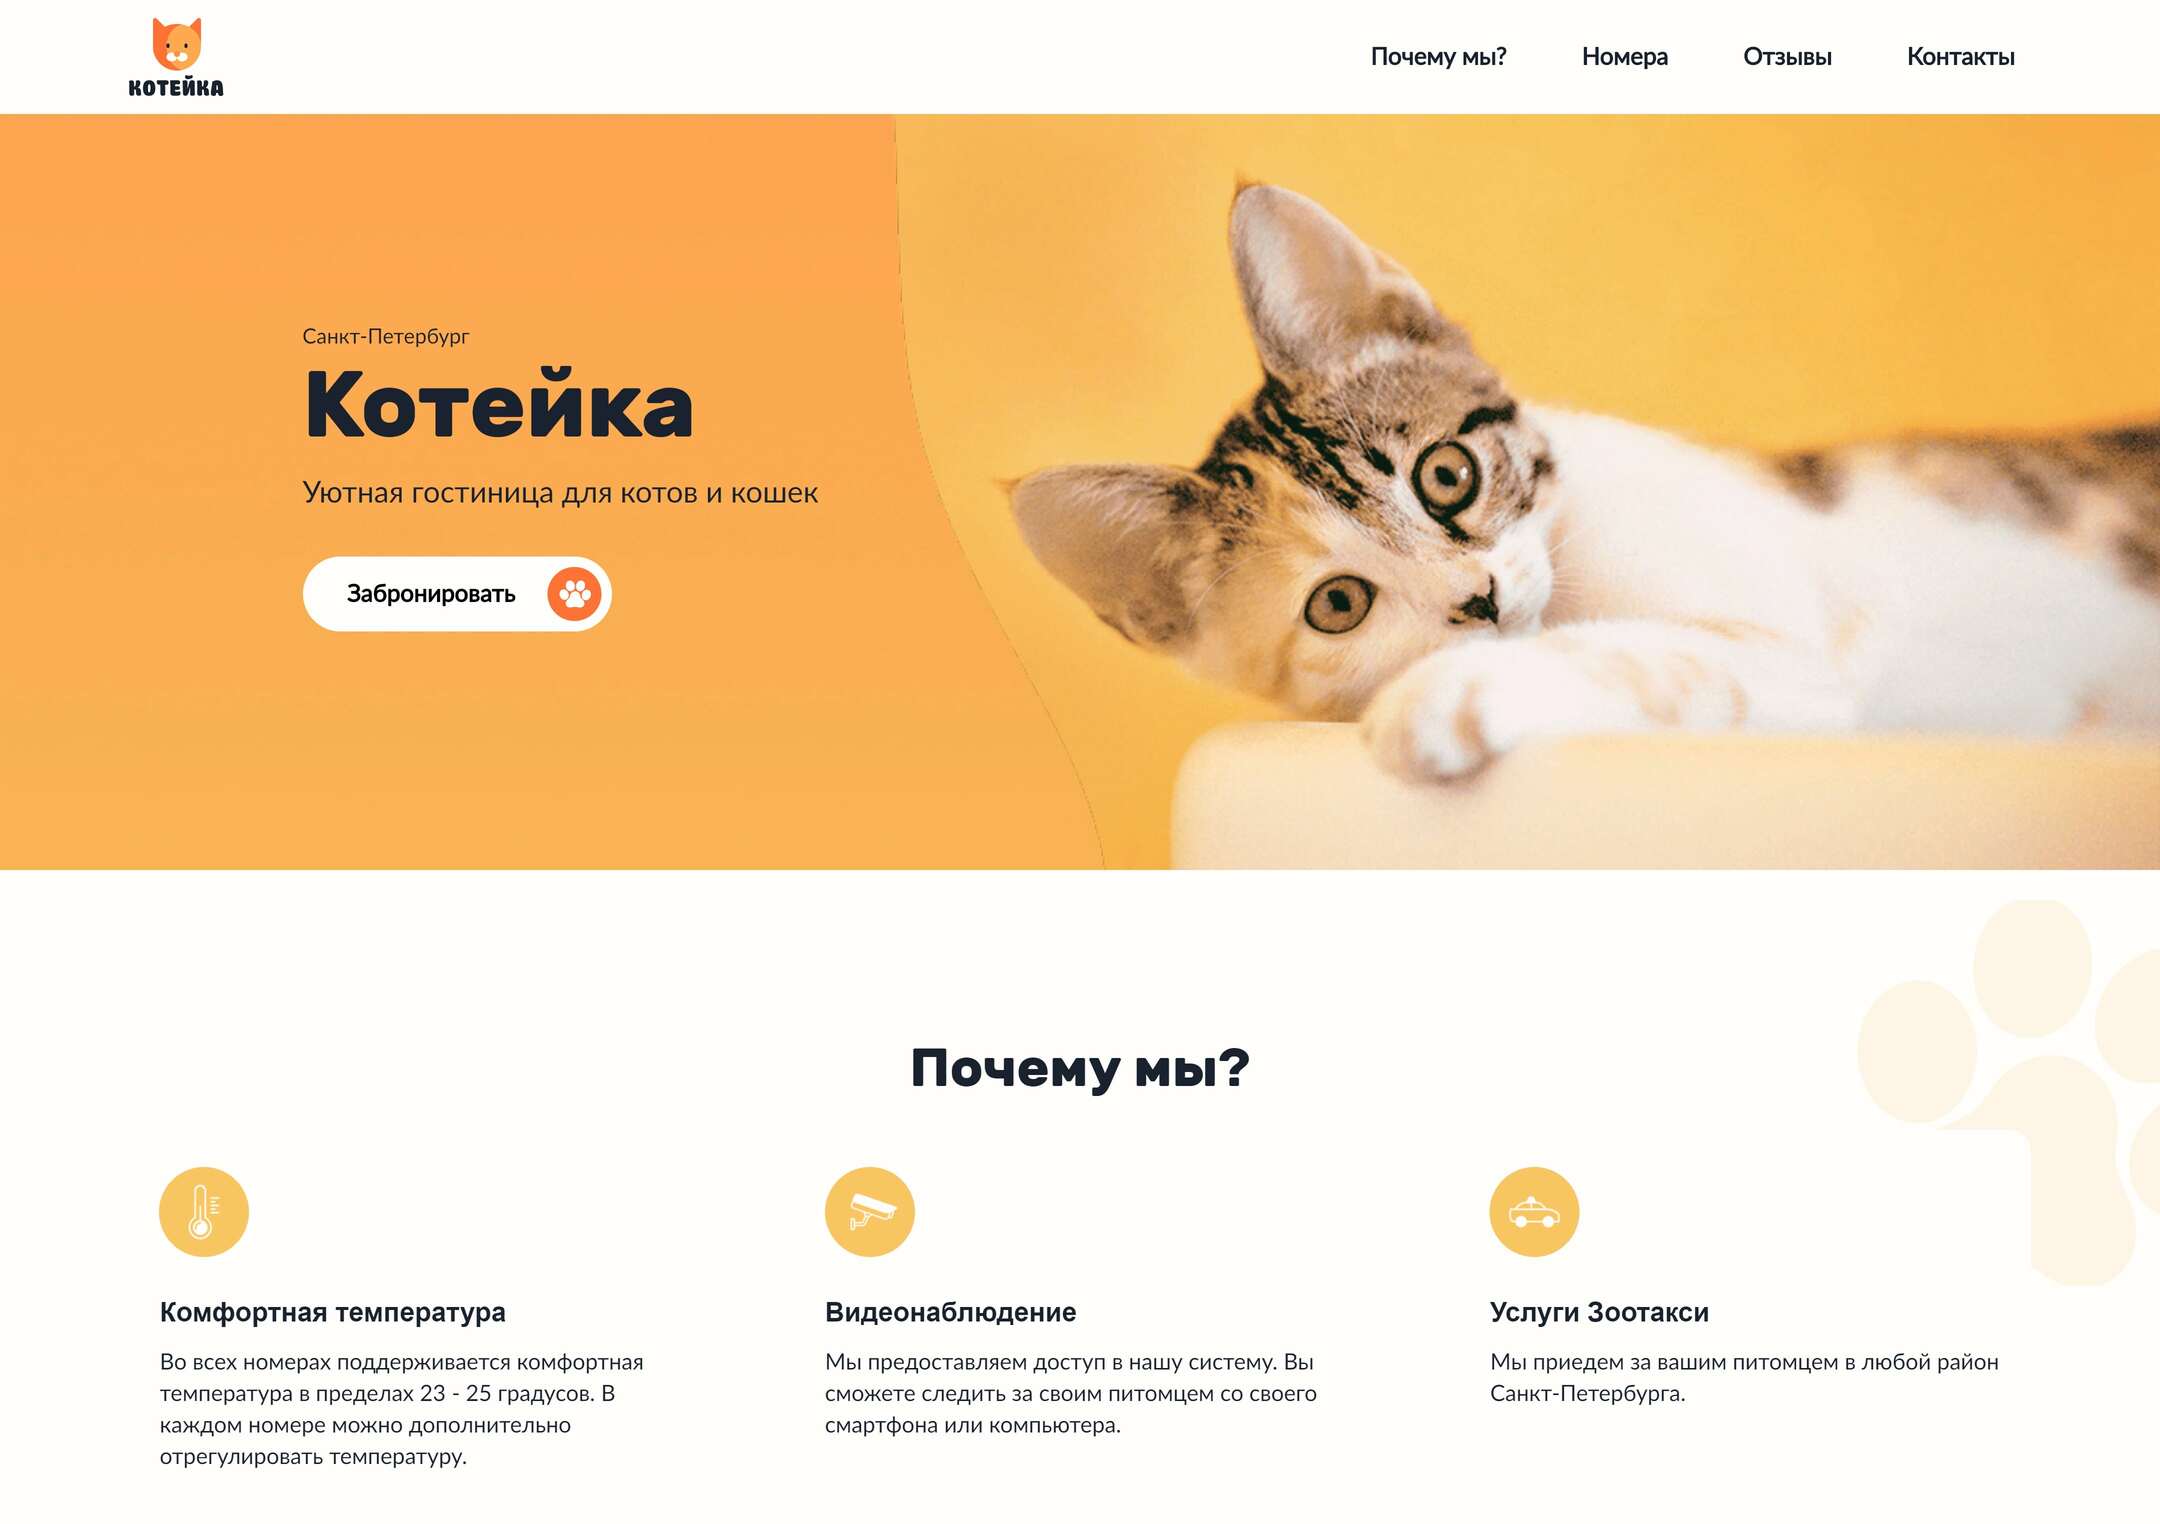 КОТЕЙКА
Почему мы?
Номера
Отзывы
Контакты
Санкт-Петербург
Котейка
Уютная гостиница для котов и кошек
Забронировать
Почему мы?
Комфортная температура
Во всех номерах поддерживается комфортная
температура в пределах 23 - 25 градусов. В
каждом номере можно дополнительно
отрегулировать температуру.
Видеонаблюдение
Мы предоставляем доступ в нашу систему. Вы
сможете следить за своим питомцем со своего
смартфона или компьютера.
Услуги Зоотакси
Мы приедем за вашим питомцем в любой район
Санкт-Петербурга.